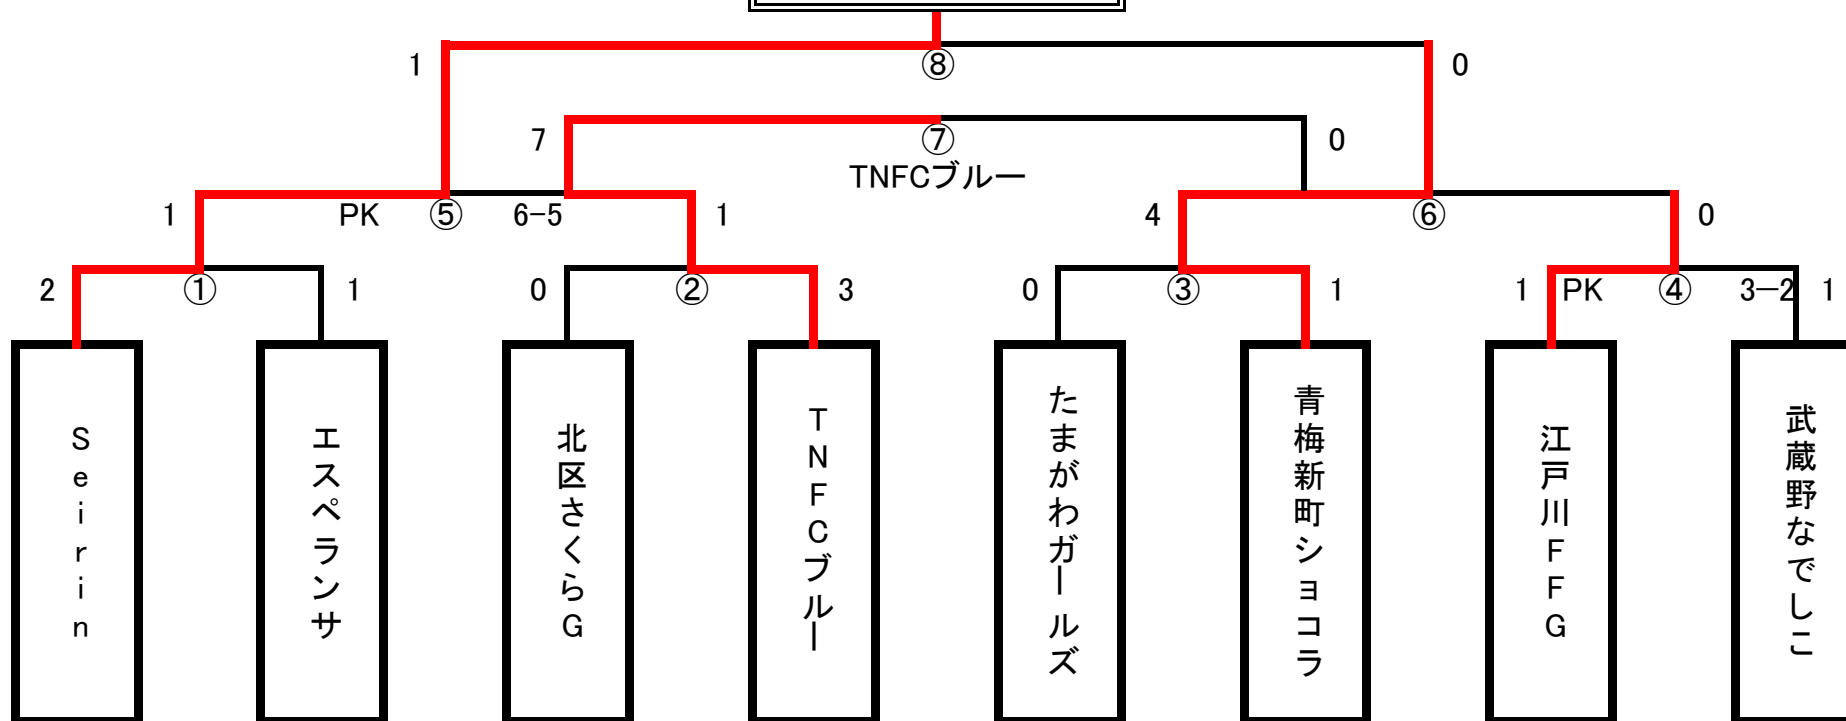 1 ⑧ 0
7 ⑦ 0
TNFCブルー
1 PK ⑤ 6-5 1 4 ⑥ 0
2 ① 1 0 ② 3 0 ③ 1 1 PK ④ 3-2 1
Seirin
エスペランサ
北区さくらG
TNFCブルー
たまがわガールズ
青梅新町ショコラ
江戸川FFG
武蔵野なでしこ